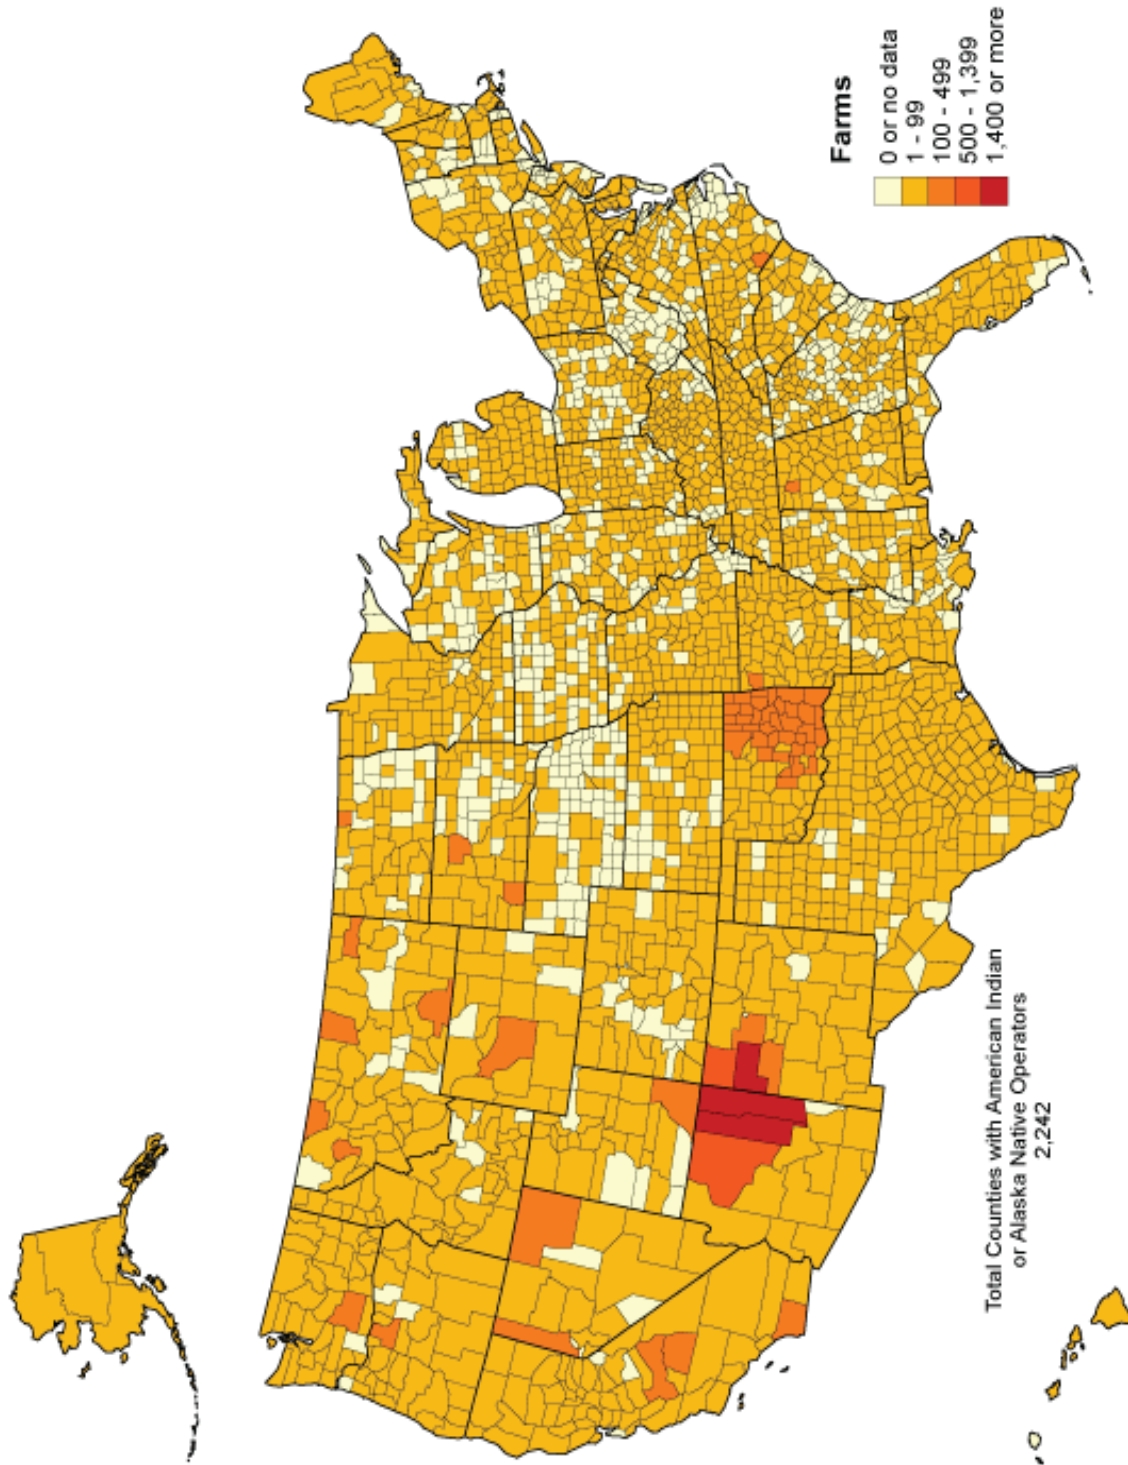 Farms
0 or no data
1 - 99
100 - 499
500 - 1,399
1,400 or more
Total Counties with American Indian
or Alaska Native Operators
2,242